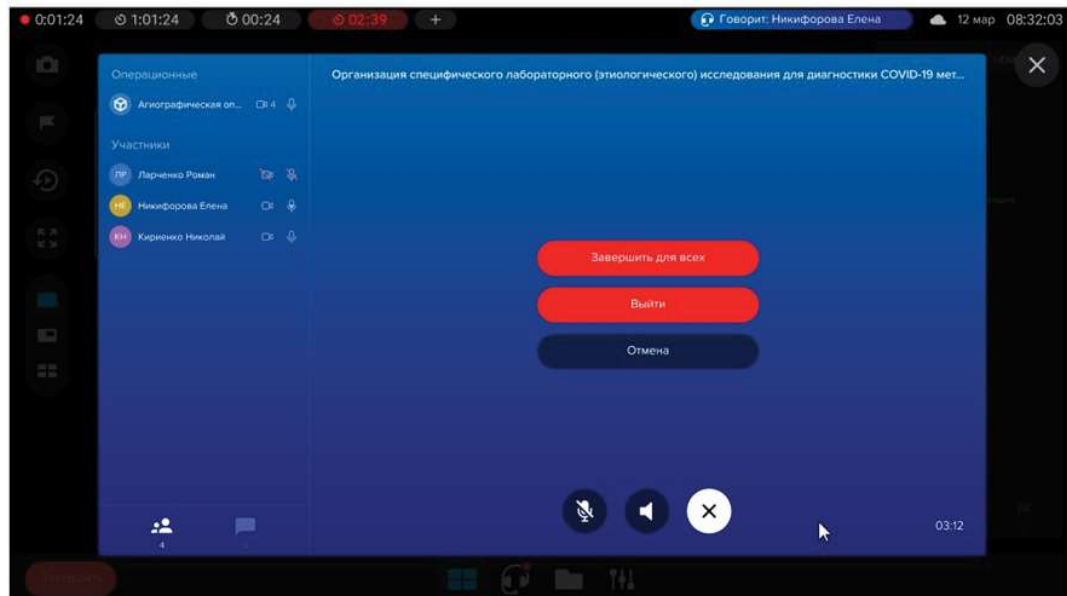 0:01:24 1:01:24 00:24 02:39 + Говорит: Никифорова Елена 12 мар 08:32:03
Операционные
Агиографическая оп... 4
Участники
ЛР Ларченко Роман
НЕ Никифорова Елена
КН Кириенко Николай
4
Организация специфического лабораторного (этиологического) исследования для диагностики COVID-19 мет...
Завершить для всех
Выйти
Отмена
03:12